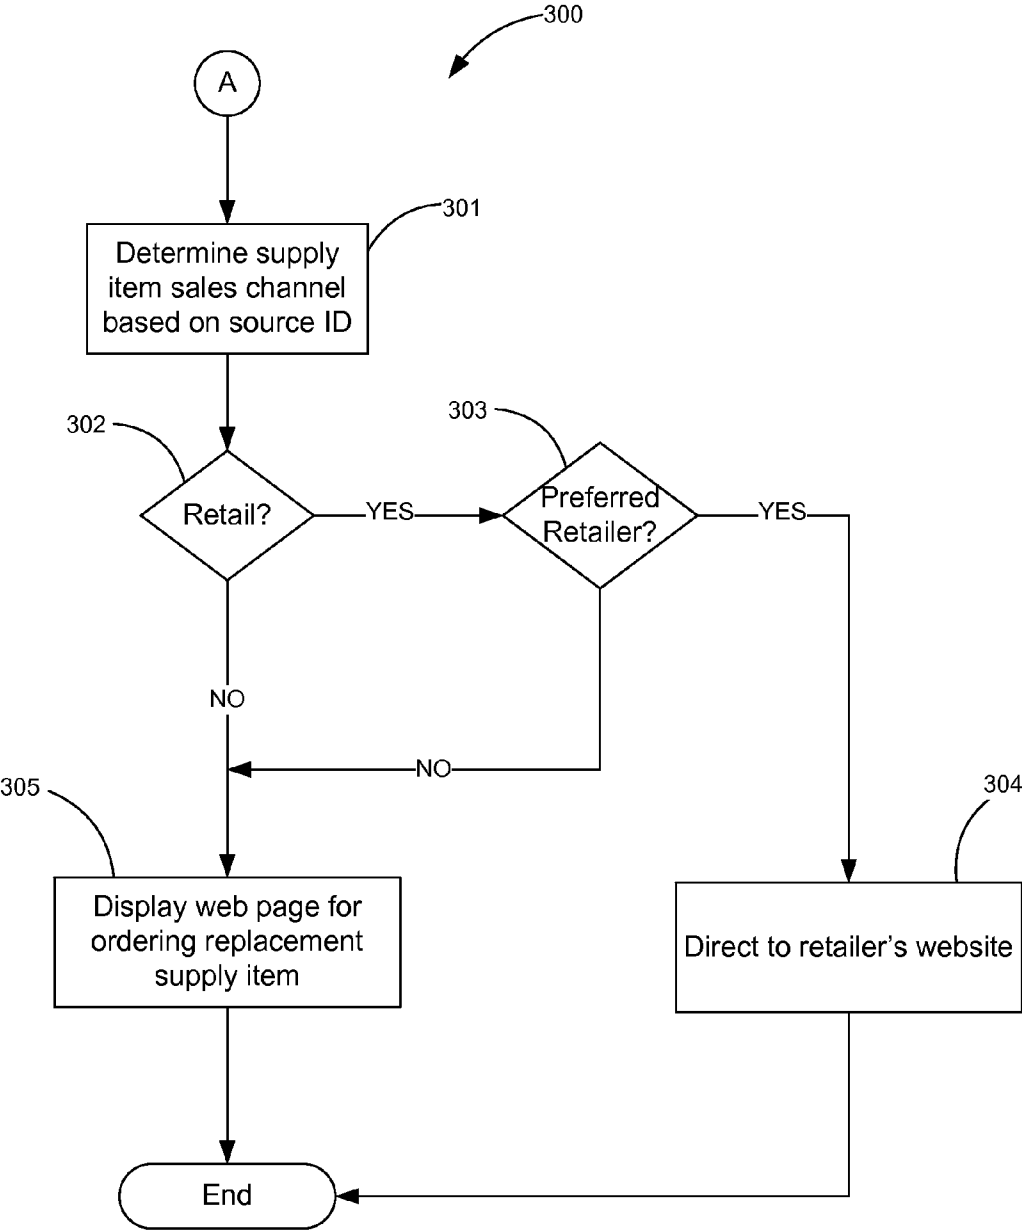 300
A
301
Determine supply
item sales channel
based on source ID
302
303
Retail?
YES
Preferred
Retailer?
YES
NO
NO
305
304
Display web page for
ordering replacement
supply item
Direct to retailer's website
End